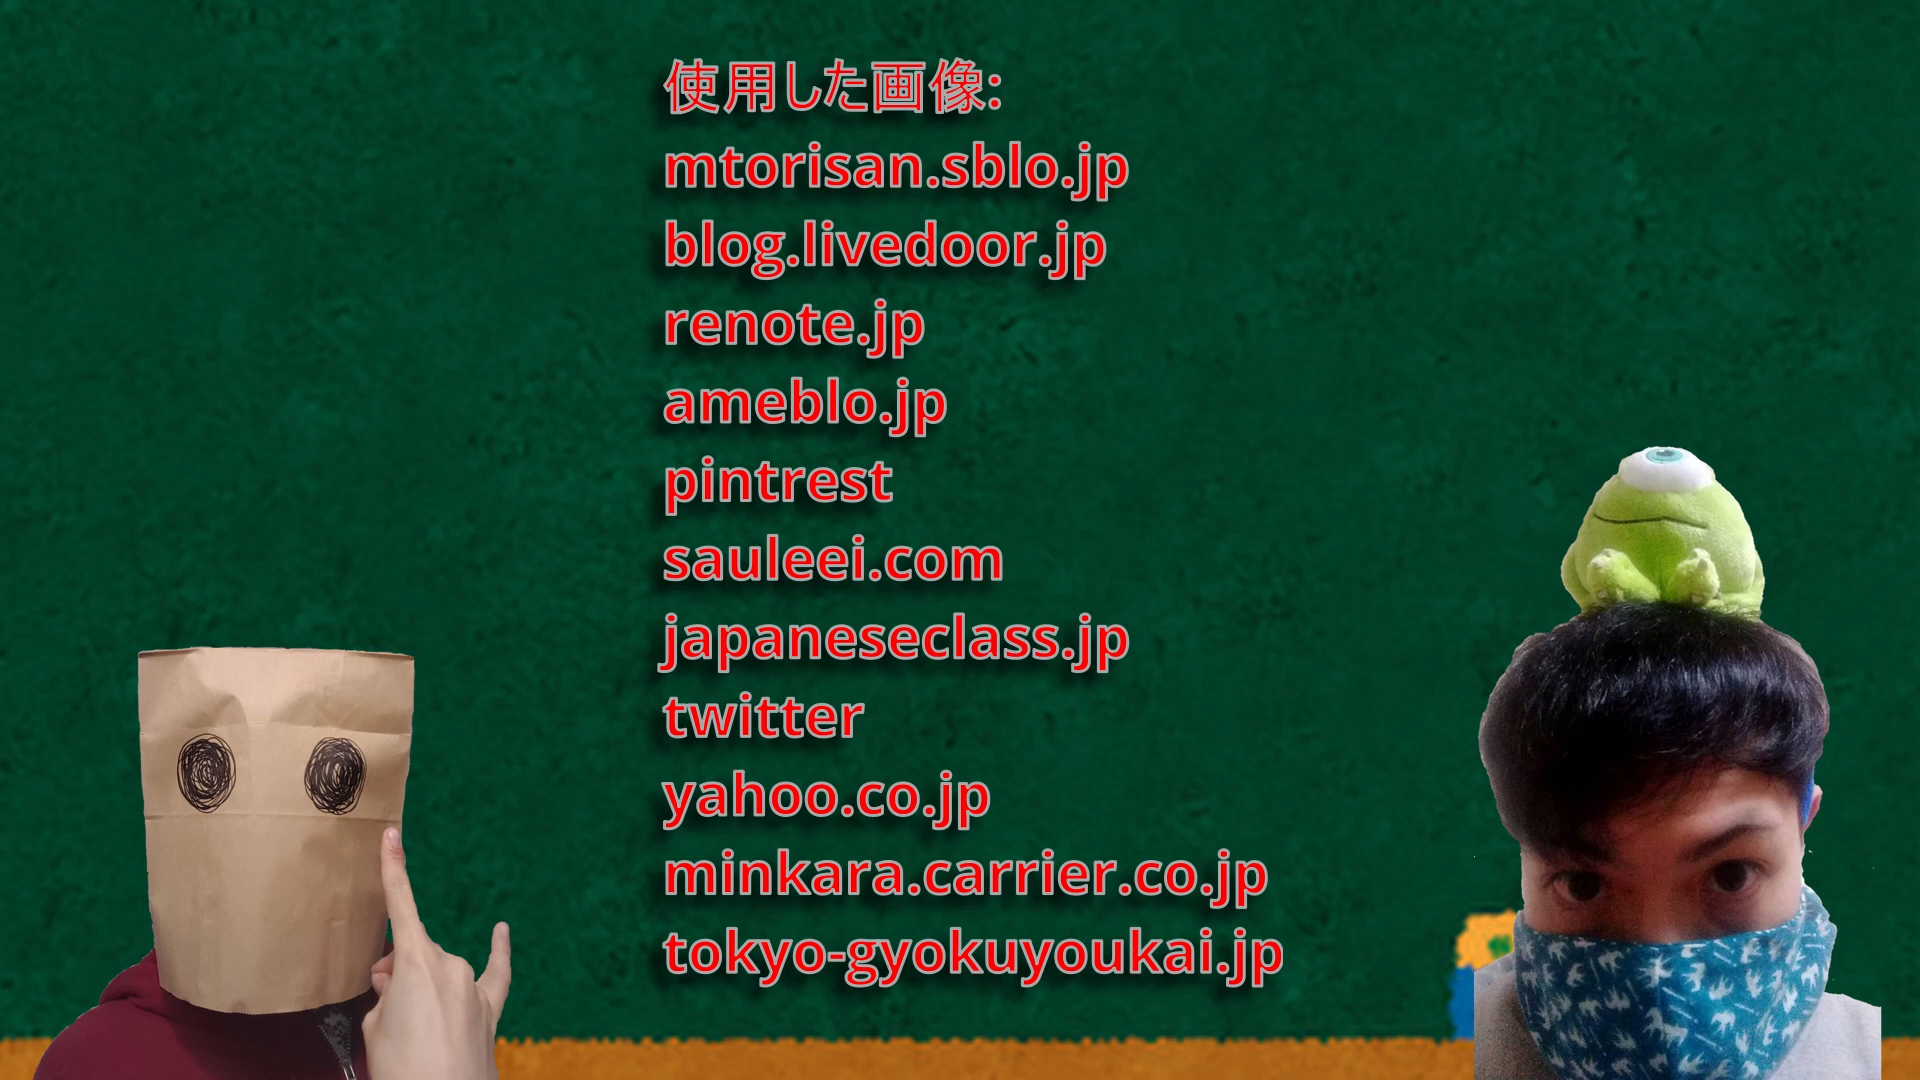 使用した画像:
mtorisan.sblo.jp
blog.livedoor.jp
renote.jp
ameblo.jp
pintrest
sauleei.com
japaneseclass.jp
twitter
yahoo.co.jp
minkara.carrier.co.jp
tokyo-gyokuyoukai.jp